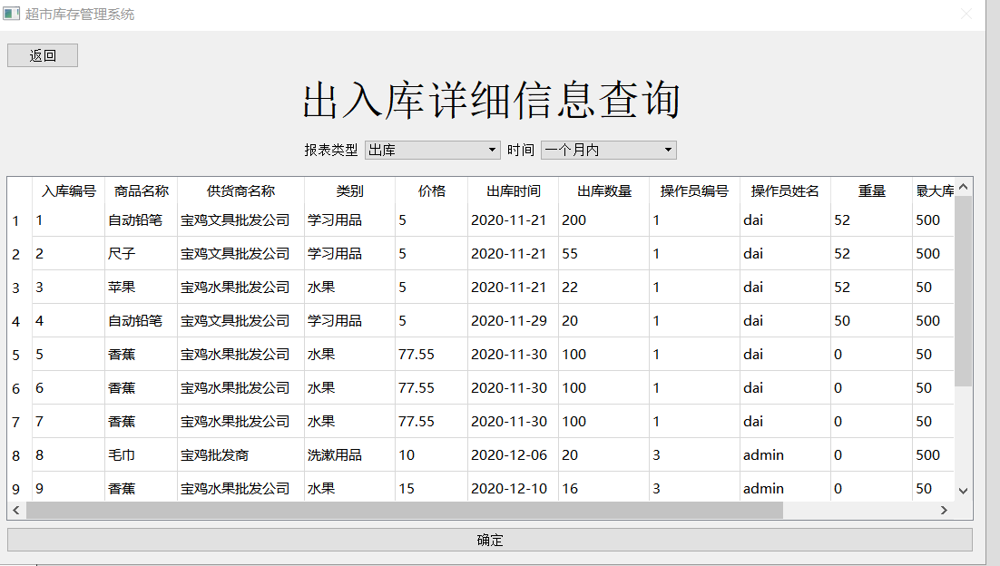 超市库存管理系统
返回
出入库详细信息查询
报表类型 出库 时间 一个月内
入库编号 商品名称 供货商名称 类别 价格 出库时间 出库数量 操作员编号 操作员姓名 重量 最大库
1 1 自动铅笔 宝鸡文具批发公司 学习用品 5 2020-11-21 200 1 dai 52 500
2 2 尺子 宝鸡文具批发公司 学习用品 5 2020-11-21 55 1 dai 52 500
3 3 苹果 宝鸡水果批发公司 水果 5 2020-11-21 22 1 dai 52 50
4 4 自动铅笔 宝鸡文具批发公司 学习用品 5 2020-11-29 20 1 dai 50 500
5 5 香蕉 宝鸡水果批发公司 水果 77.55 2020-11-30 100 1 dai 0 50
6 6 香蕉 宝鸡水果批发公司 水果 77.55 2020-11-30 100 1 dai 0 50
7 7 香蕉 宝鸡水果批发公司 水果 77.55 2020-11-30 100 1 dai 0 50
8 8 毛巾 宝鸡批发商 洗漱用品 10 2020-12-06 20 3 admin 0 500
9 9 香蕉 宝鸡水果批发公司 水果 15 2020-12-10 16 3 admin 0 50
确定